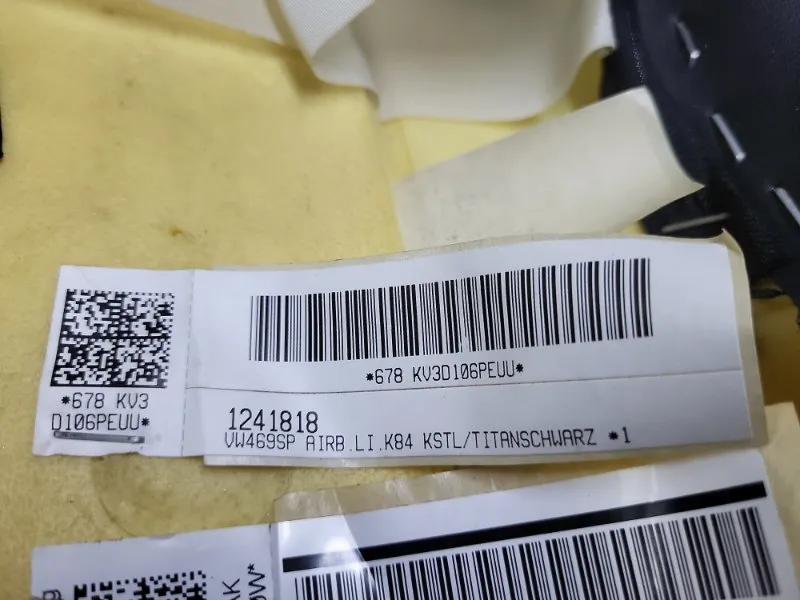 *678 KV3
D106PEUU*
*678 KV3D106PEUU*
1241818
VW469SP AIRB.LI.K84 KSTL/TITANSCHWARZ *1